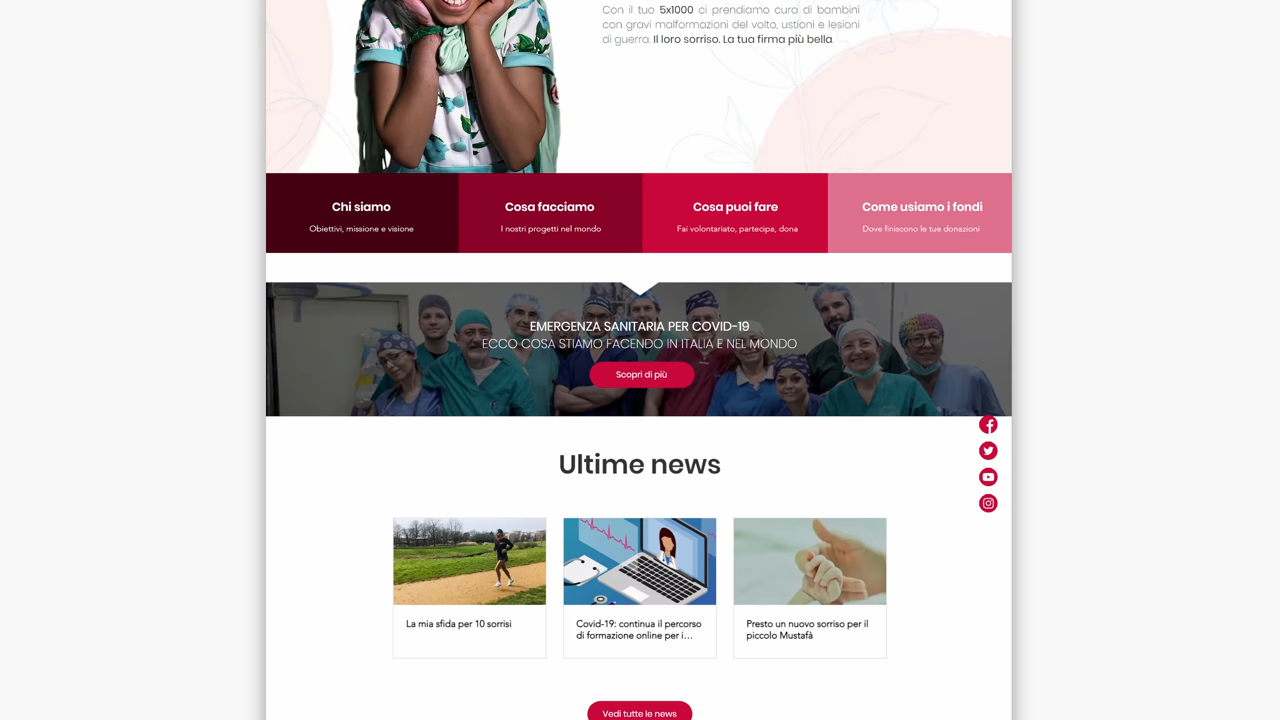 Con il tuo 5x1000 ci prendiamo cura di bambini
con gravi malformazioni del volto, ustioni e lesioni
di guerra. Il loro sorriso. La tua firma più bella.
Chi siamo
Obiettivi, missione e visione
Cosa facciamo
I nostri progetti nel mondo
Cosa puoi fare
Fai volontariato, partecipa, dona
Come usiamo i fondi
Dove finiscono le tue donazioni
EMERGENZA SANITARIA PER COVID-19
ECCO COSA STIAMO FACENDO IN ITALIA E NEL MONDO
Scopri di più
Ultime news
La mia sfida per 10 sorrisi
Covid-19: continua il percorso
di formazione online per i...
Presto un nuovo sorriso per il
piccolo Mustafà
Vedi tutte le news